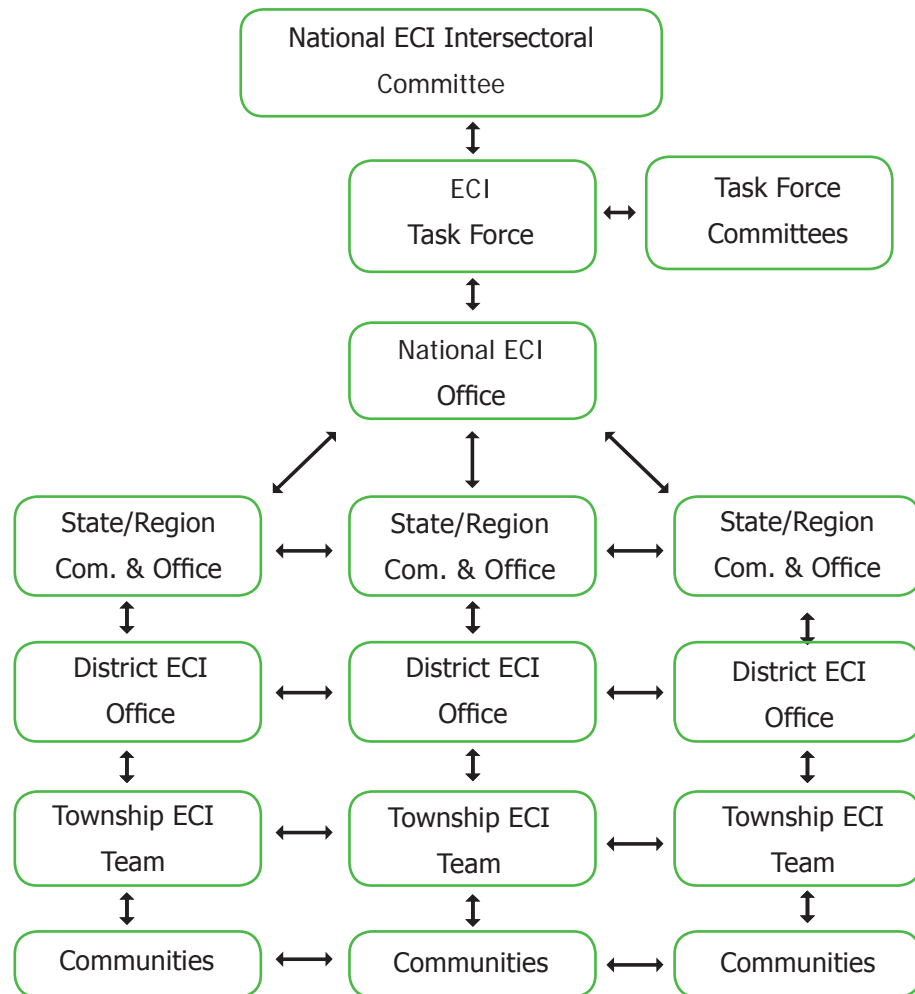 National ECI Intersectoral
Committee
ECI
Task Force
Task Force
Committees
National ECI
Office
State/Region
Com. & Office
State/Region
Com. & Office
State/Region
Com. & Office
District ECI
Office
District ECI
Office
District ECI
Office
Township ECI
Team
Township ECI
Team
Township ECI
Team
Communities
Communities
Communities